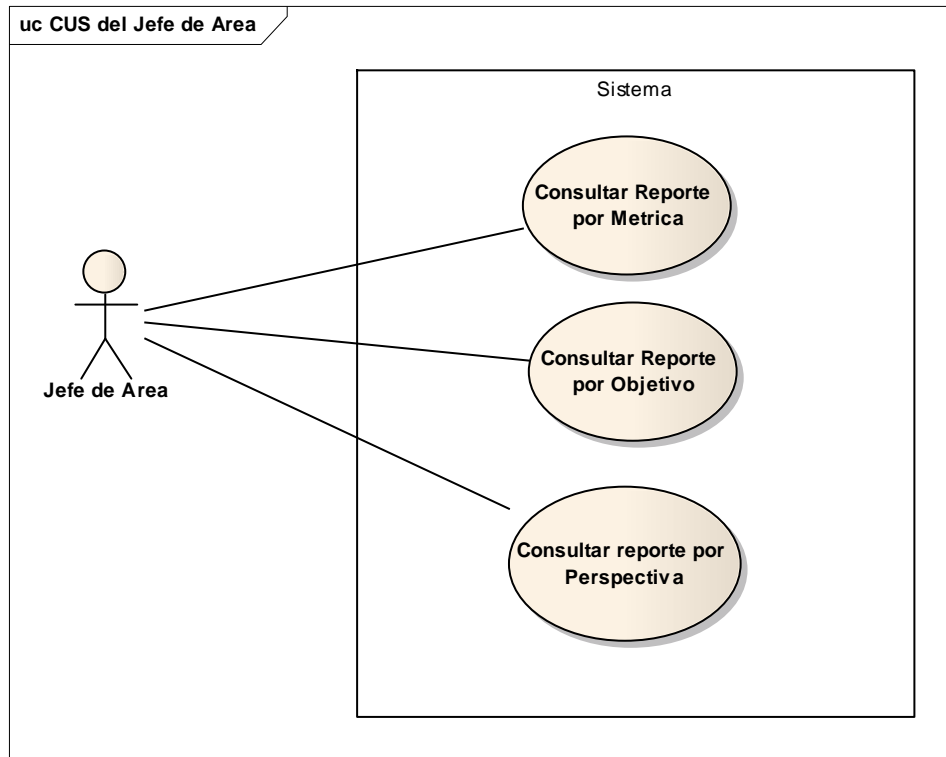 uc CUS del Jefe de Area
Sistema
Consultar Reporte
por Metrica
Jefe de Area
Consultar Reporte
por Objetivo
Consultar reporte por
Perspectiva